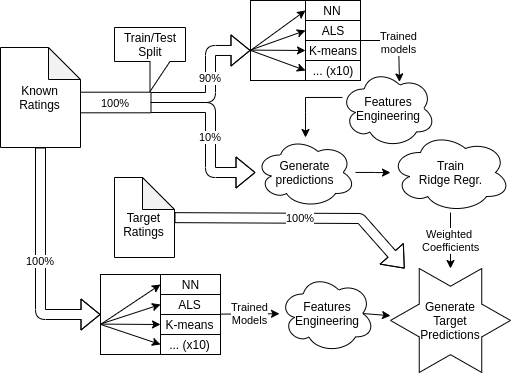 NN
ALS
K-means
... (x10)
Trained
models
Train/Test
Split
Known
Ratings
100%
90%
10%
Features
Engineering
Generate
predictions
Train
Ridge Regr.
Target
Ratings
100%
Weighted
Coefficients
100%
NN
ALS
K-means
... (x10)
Trained
Models
Features
Engineering
Generate
Target
Predictions